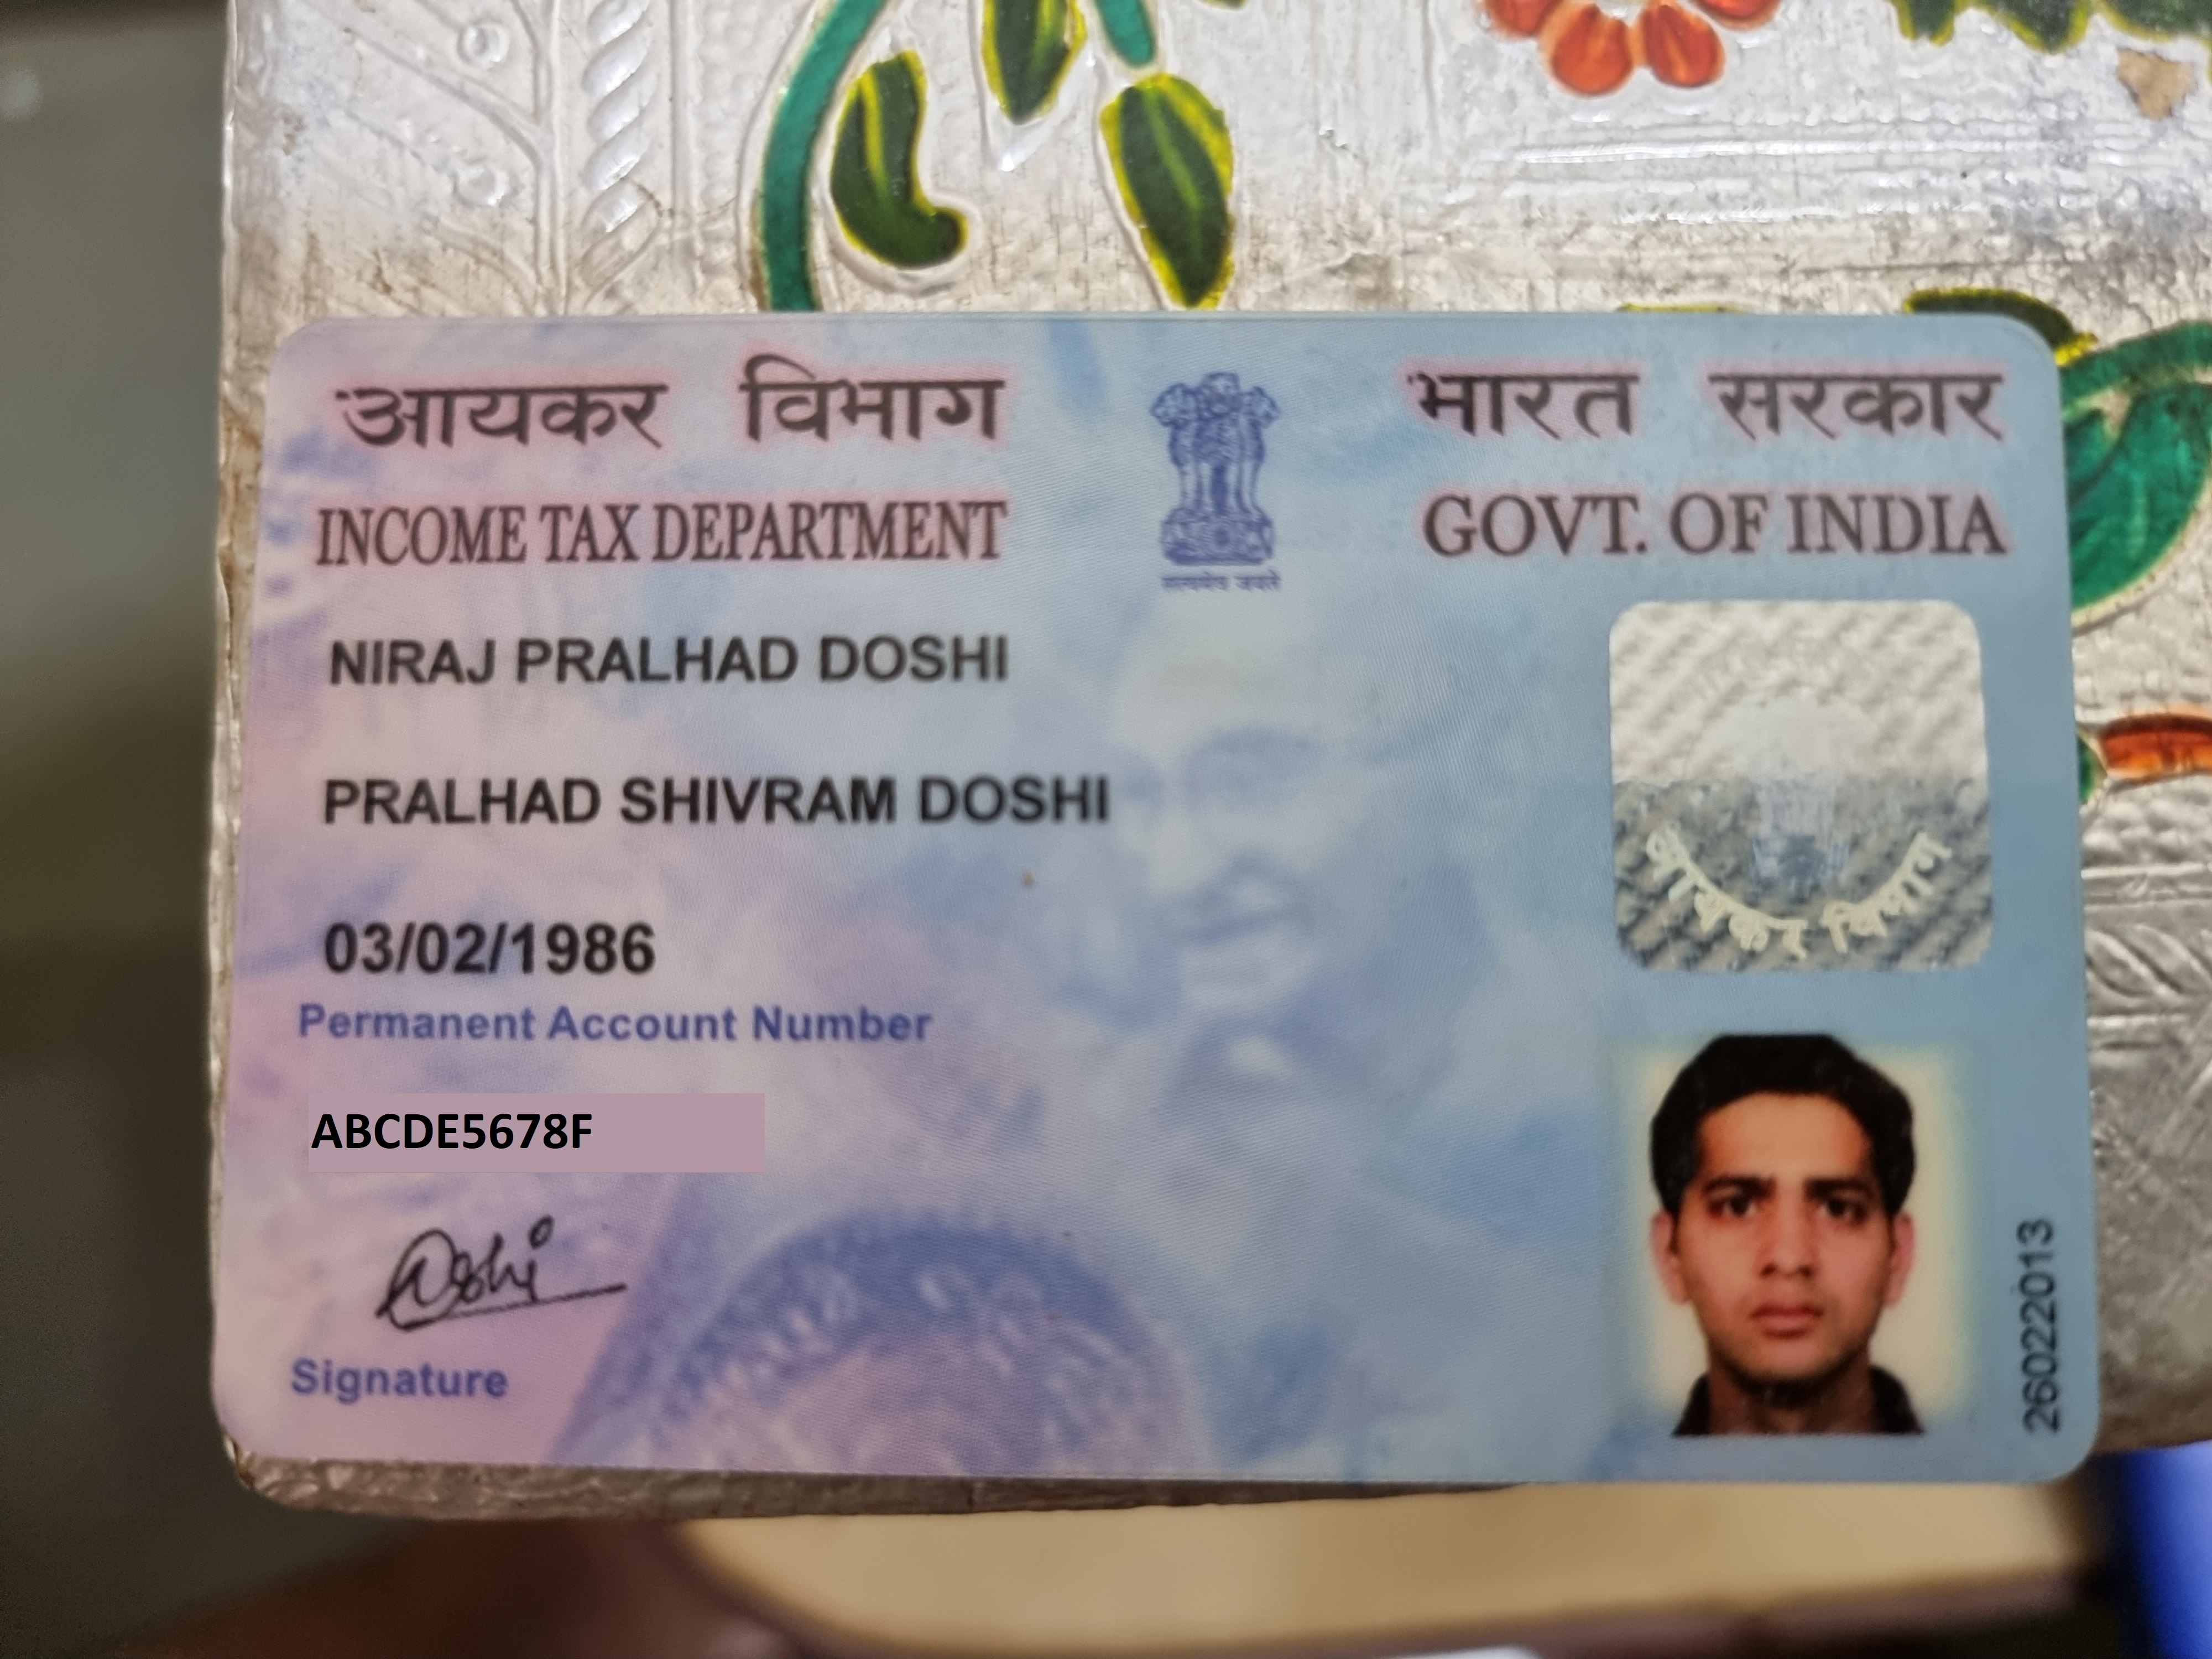 आयकर विभाग
INCOME TAX DEPARTMENT
सत्यमेव जयते
भारत सरकार
GOVT. OF INDIA
NIRAJ PRALHAD DOSHI
PRALHAD SHIVRAM DOSHI
03/02/1986
Permanent Account Number
ABCDE5678F
Doshi
Signature
आयकर विभाग
26022013